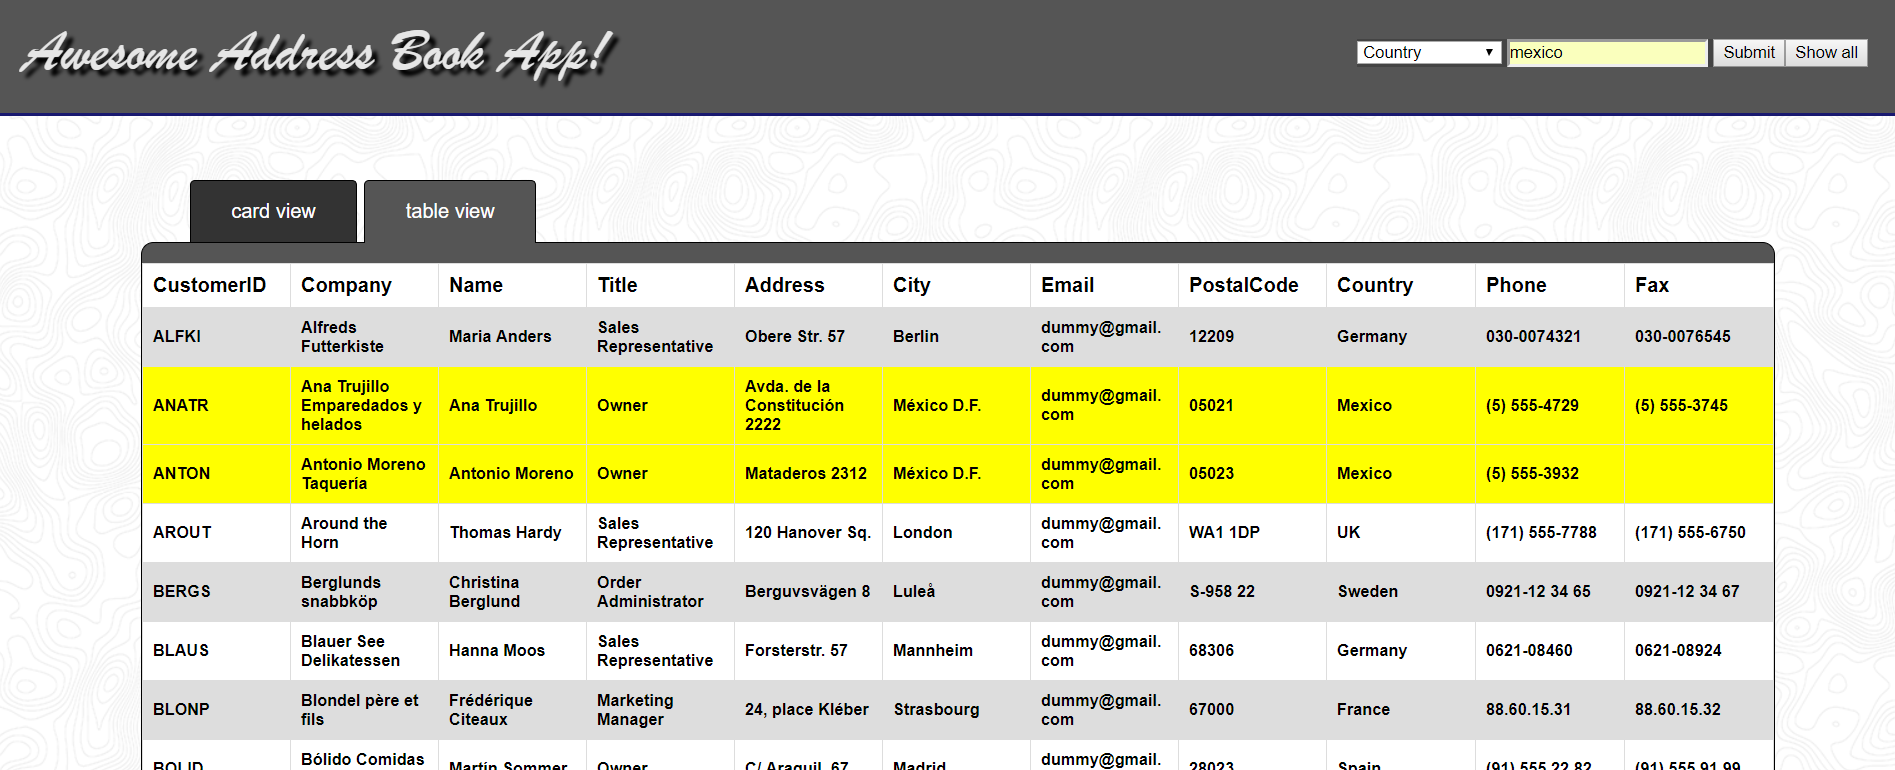 Awesome Address Book App!
Country mexico Submit Show all
card view table view
CustomerID Company Name Title Address City Email PostalCode Country Phone Fax
ALFKI Alfreds Futterkiste Maria Anders Sales Representative Obere Str. 57 Berlin dummy@gmail.com 12209 Germany 030-0074321 030-0076545
ANATR Ana Trujillo Emparedados y helados Ana Trujillo Owner Avda. de la Constitución 2222 México D.F. dummy@gmail.com 05021 Mexico (5) 555-4729 (5) 555-3745
ANTON Antonio Moreno Taquería Antonio Moreno Owner Mataderos 2312 México D.F. dummy@gmail.com 05023 Mexico (5) 555-3932
AROUT Around the Horn Thomas Hardy Sales Representative 120 Hanover Sq. London dummy@gmail.com WA1 1DP UK (171) 555-7788 (171) 555-6750
BERGS Berglunds snabbköp Christina Berglund Order Administrator Berguvsvägen 8 Luleå dummy@gmail.com S-958 22 Sweden 0921-12 34 65 0921-12 34 67
BLAUS Blauer See Delikatessen Hanna Moos Sales Representative Forsterstr. 57 Mannheim dummy@gmail.com 68306 Germany 0621-08460 0621-08924
BLONP Blondel père et fils Frédérique Citeaux Marketing Manager 24, place Kléber Strasbourg dummy@gmail.com 67000 France 88.60.15.31 88.60.15.32
BOLID Bólido Comidas Martín Sommer Owner C/ Araquil, 67 Madrid dummy@gmail. 28023 Spain (91) 555 22 82 (91) 555 91 99